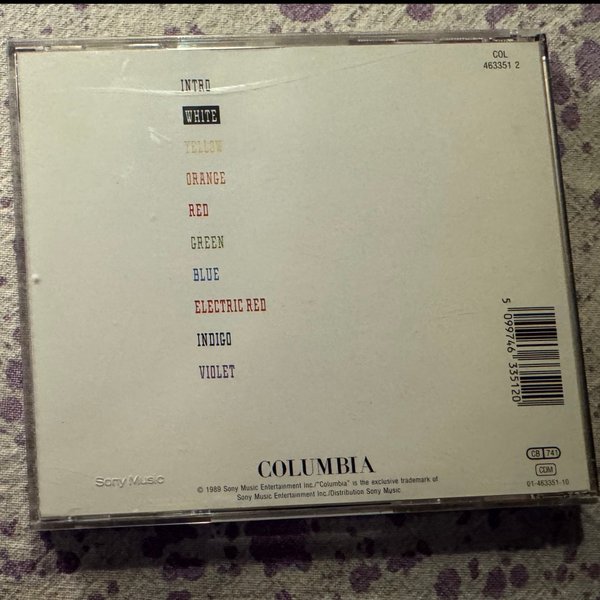 COL
463351 2
INTRO
WHITE
YELLOW
ORANGE
RED
GREEN
BLUE
ELECTRIC RED
INDIGO
VIOLET
5 099746 335120
COLUMBIA
Sony Music
© 1989 Sony Music Entertainment Inc./"Columbia" is the exclusive trademark of
Sony Music Entertainment Inc./Distribution Sony Music
CB 741
CDM
01-463351-10